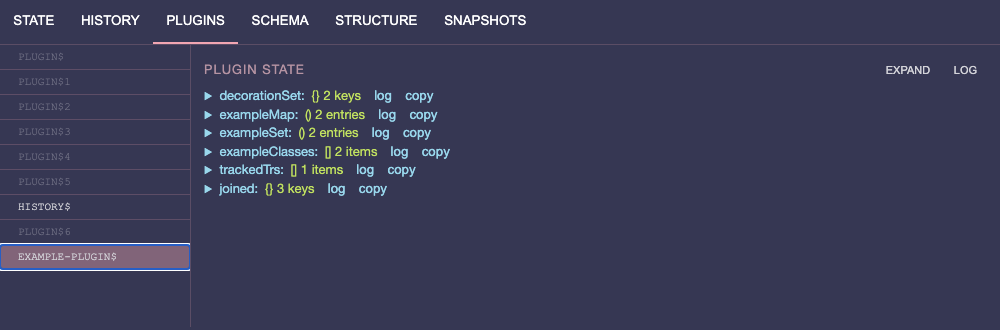 STATE HISTORY PLUGINS SCHEMA STRUCTURE SNAPSHOTS
PLUGIN$
PLUGIN$1
PLUGIN$2
PLUGIN$3
PLUGIN$4
PLUGIN$5
HISTORY$
PLUGIN$6
EXAMPLE-PLUGIN$
PLUGIN STATE EXPAND LOG
▶ decorationSet: {} 2 keys log copy
▶ exampleMap: () 2 entries log copy
▶ exampleSet: () 2 entries log copy
▶ exampleClasses: [] 2 items log copy
▶ trackedTrs: [] 1 items log copy
▶ joined: {} 3 keys log copy